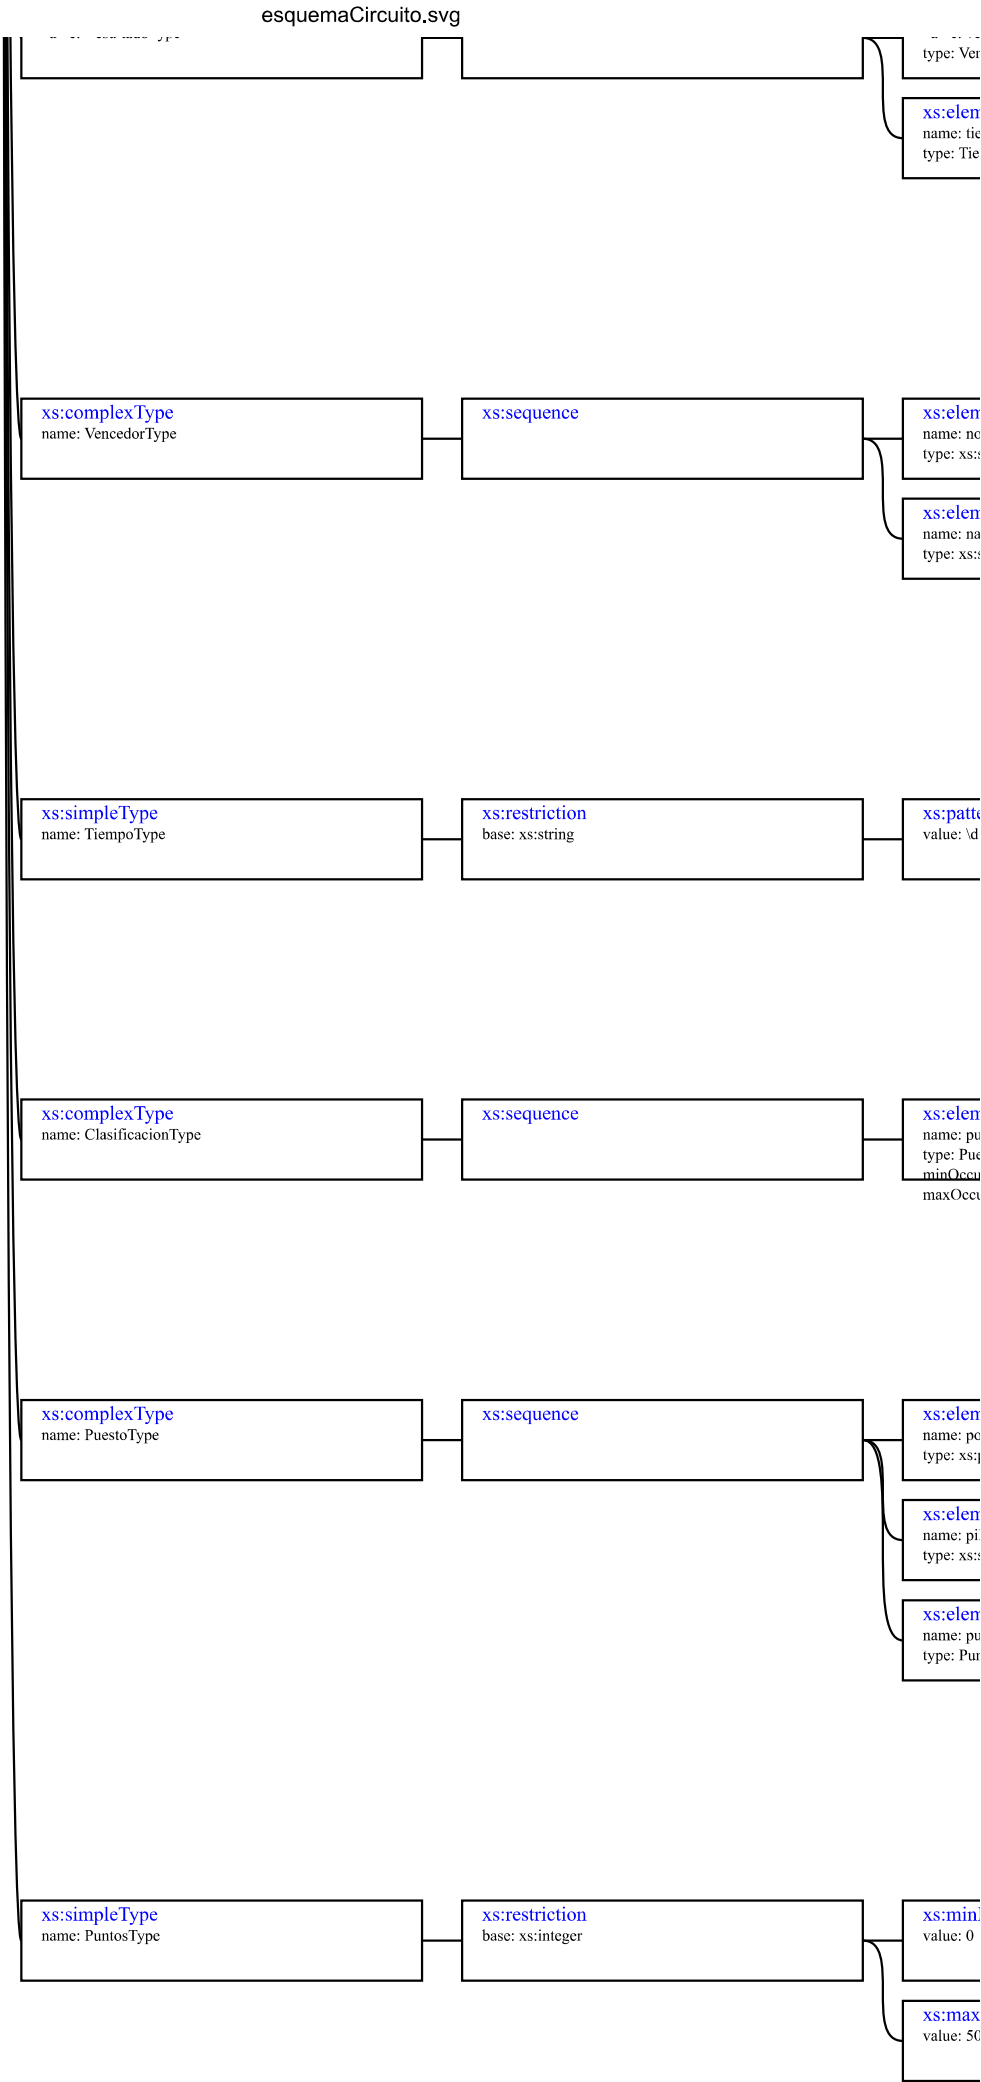 esquemaCircuito.svg
type: Ver
xs:elem
name: tie
type: Tie
xs:complexType
name: VencedorType
xs:sequence
xs:elem
name: no
type: xs:s
xs:elem
name: na
type: xs:s
xs:simpleType
name: TiempoType
xs:restriction
base: xs:string
xs:patte
value: \d
xs:complexType
name: ClasificacionType
xs:sequence
xs:elem
name: pu
type: Pue
minOccu
maxOccu
xs:complexType
name: PuestoType
xs:sequence
xs:elem
name: po
type: xs:p
xs:elem
name: pi
type: xs:s
xs:elem
name: pu
type: Pun
xs:simpleType
name: PuntosType
xs:restriction
base: xs:integer
xs:minI
value: 0
xs:max
value: 50